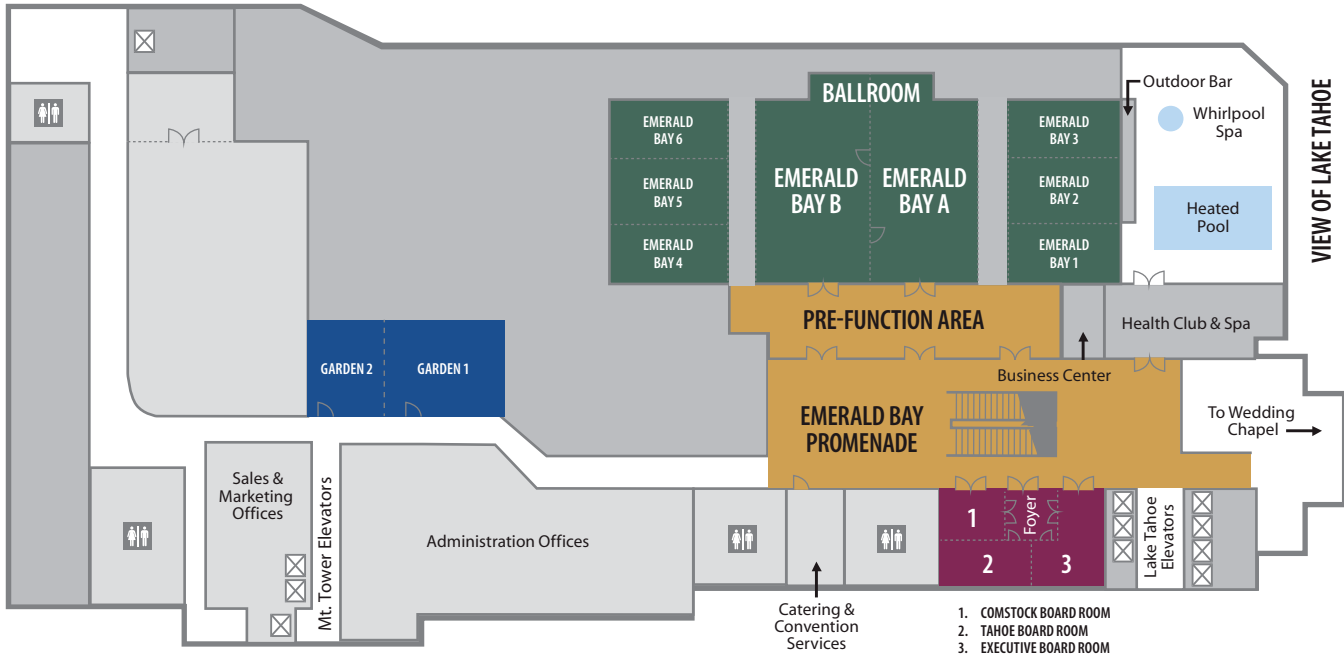 BALLROOM
EMERALD
BAY 6
EMERALD
BAY 5
EMERALD
BAY 4
EMERALD
BAY B
EMERALD
BAY A
EMERALD
BAY 3
EMERALD
BAY 2
EMERALD
BAY 1
Outdoor Bar
Whirlpool
Spa
Heated
Pool
VIEW OF LAKE TAHOE
PRE-FUNCTION AREA
Health Club & Spa
Business Center
GARDEN 2
GARDEN 1
EMERALD BAY
PROMENADE
To Wedding
Chapel
Sales &
Marketing
Offices
Mt. Tower Elevators
Administration Offices
1
Foyer
2
3
Lake Tahoe
Elevators
Catering &
Convention
Services
1. COMSTOCK BOARD ROOM
2. TAHOE BOARD ROOM
3. EXECUTIVE BOARD ROOM